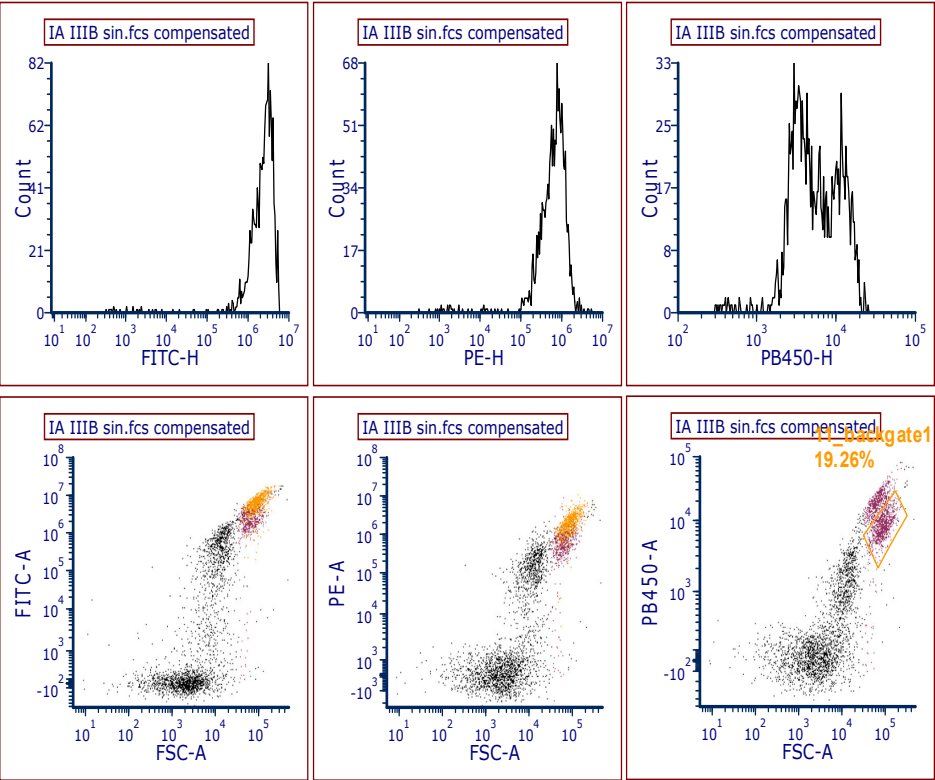 IA IIIB sin.fcs compensated
82
62
41
21
0
Count
10^1 10^2 10^3 10^4 10^5 10^6 10^7
FITC-H
IA IIIB sin.fcs compensated
68
51
34
17
0
Count
10^1 10^2 10^3 10^4 10^5 10^6 10^7
PE-H
IA IIIB sin.fcs compensated
33
25
17
8
0
Count
10^2 10^3 10^4 10^5
PB450-H
IA IIIB sin.fcs compensated
10^8
10^7
10^6
10^5
10^4
10^3
-10^2
FITC-A
10^1 10^2 10^3 10^4 10^5
FSC-A
IA IIIB sin.fcs compensated
10^8
10^7
10^6
10^5
10^4
10^3
-10^3
PE-A
10^1 10^2 10^3 10^4 10^5
FSC-A
IA IIIB sin.fcs compensated
11_backgate1
19.26%
10^5
10^4
10^3
-10^2
PB450-A
10^1 10^2 10^3 10^4 10^5
FSC-A